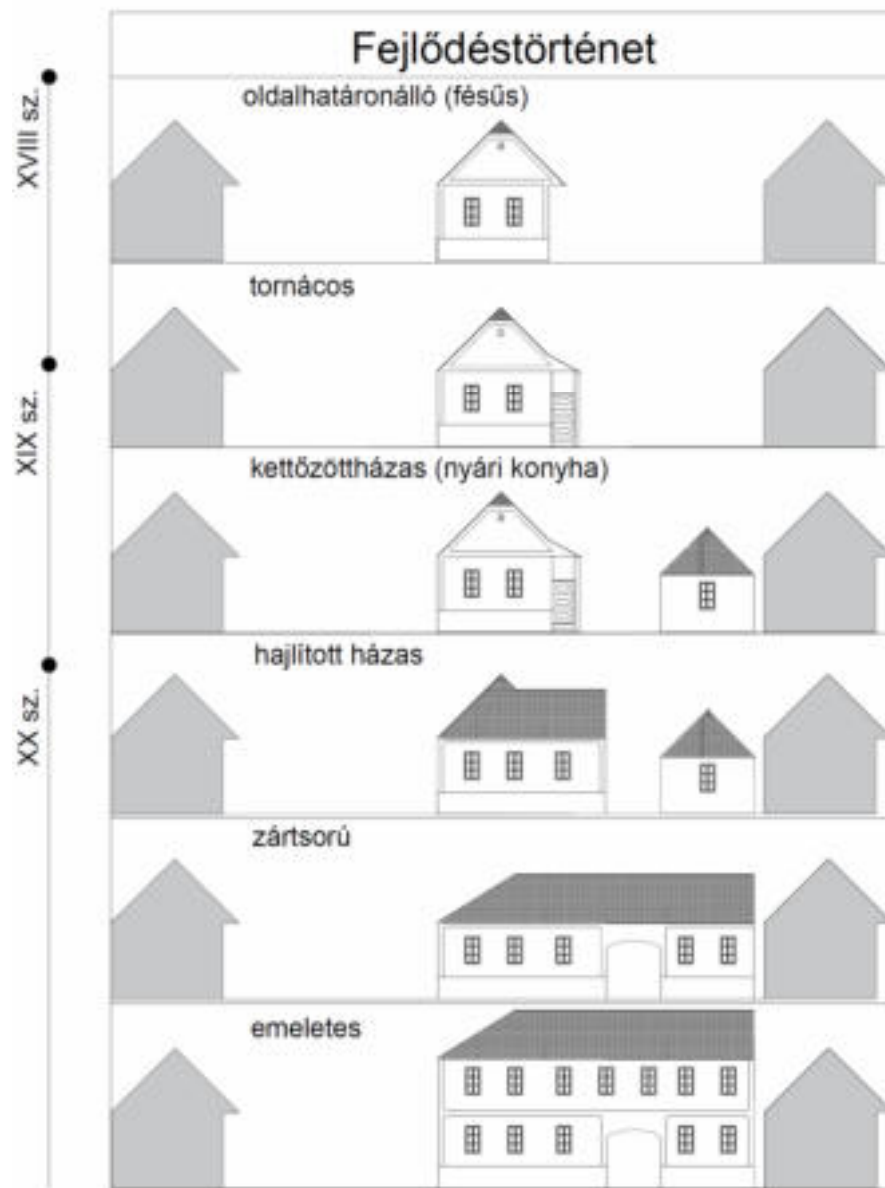 Fejlődéstörténet
XVIII sz.
oldalhatáronálló (fésűs)
tornácos
XIX sz.
kettőzöttházas (nyári konyha)
hajlított házas
XX sz.
zártsorú
emeletes